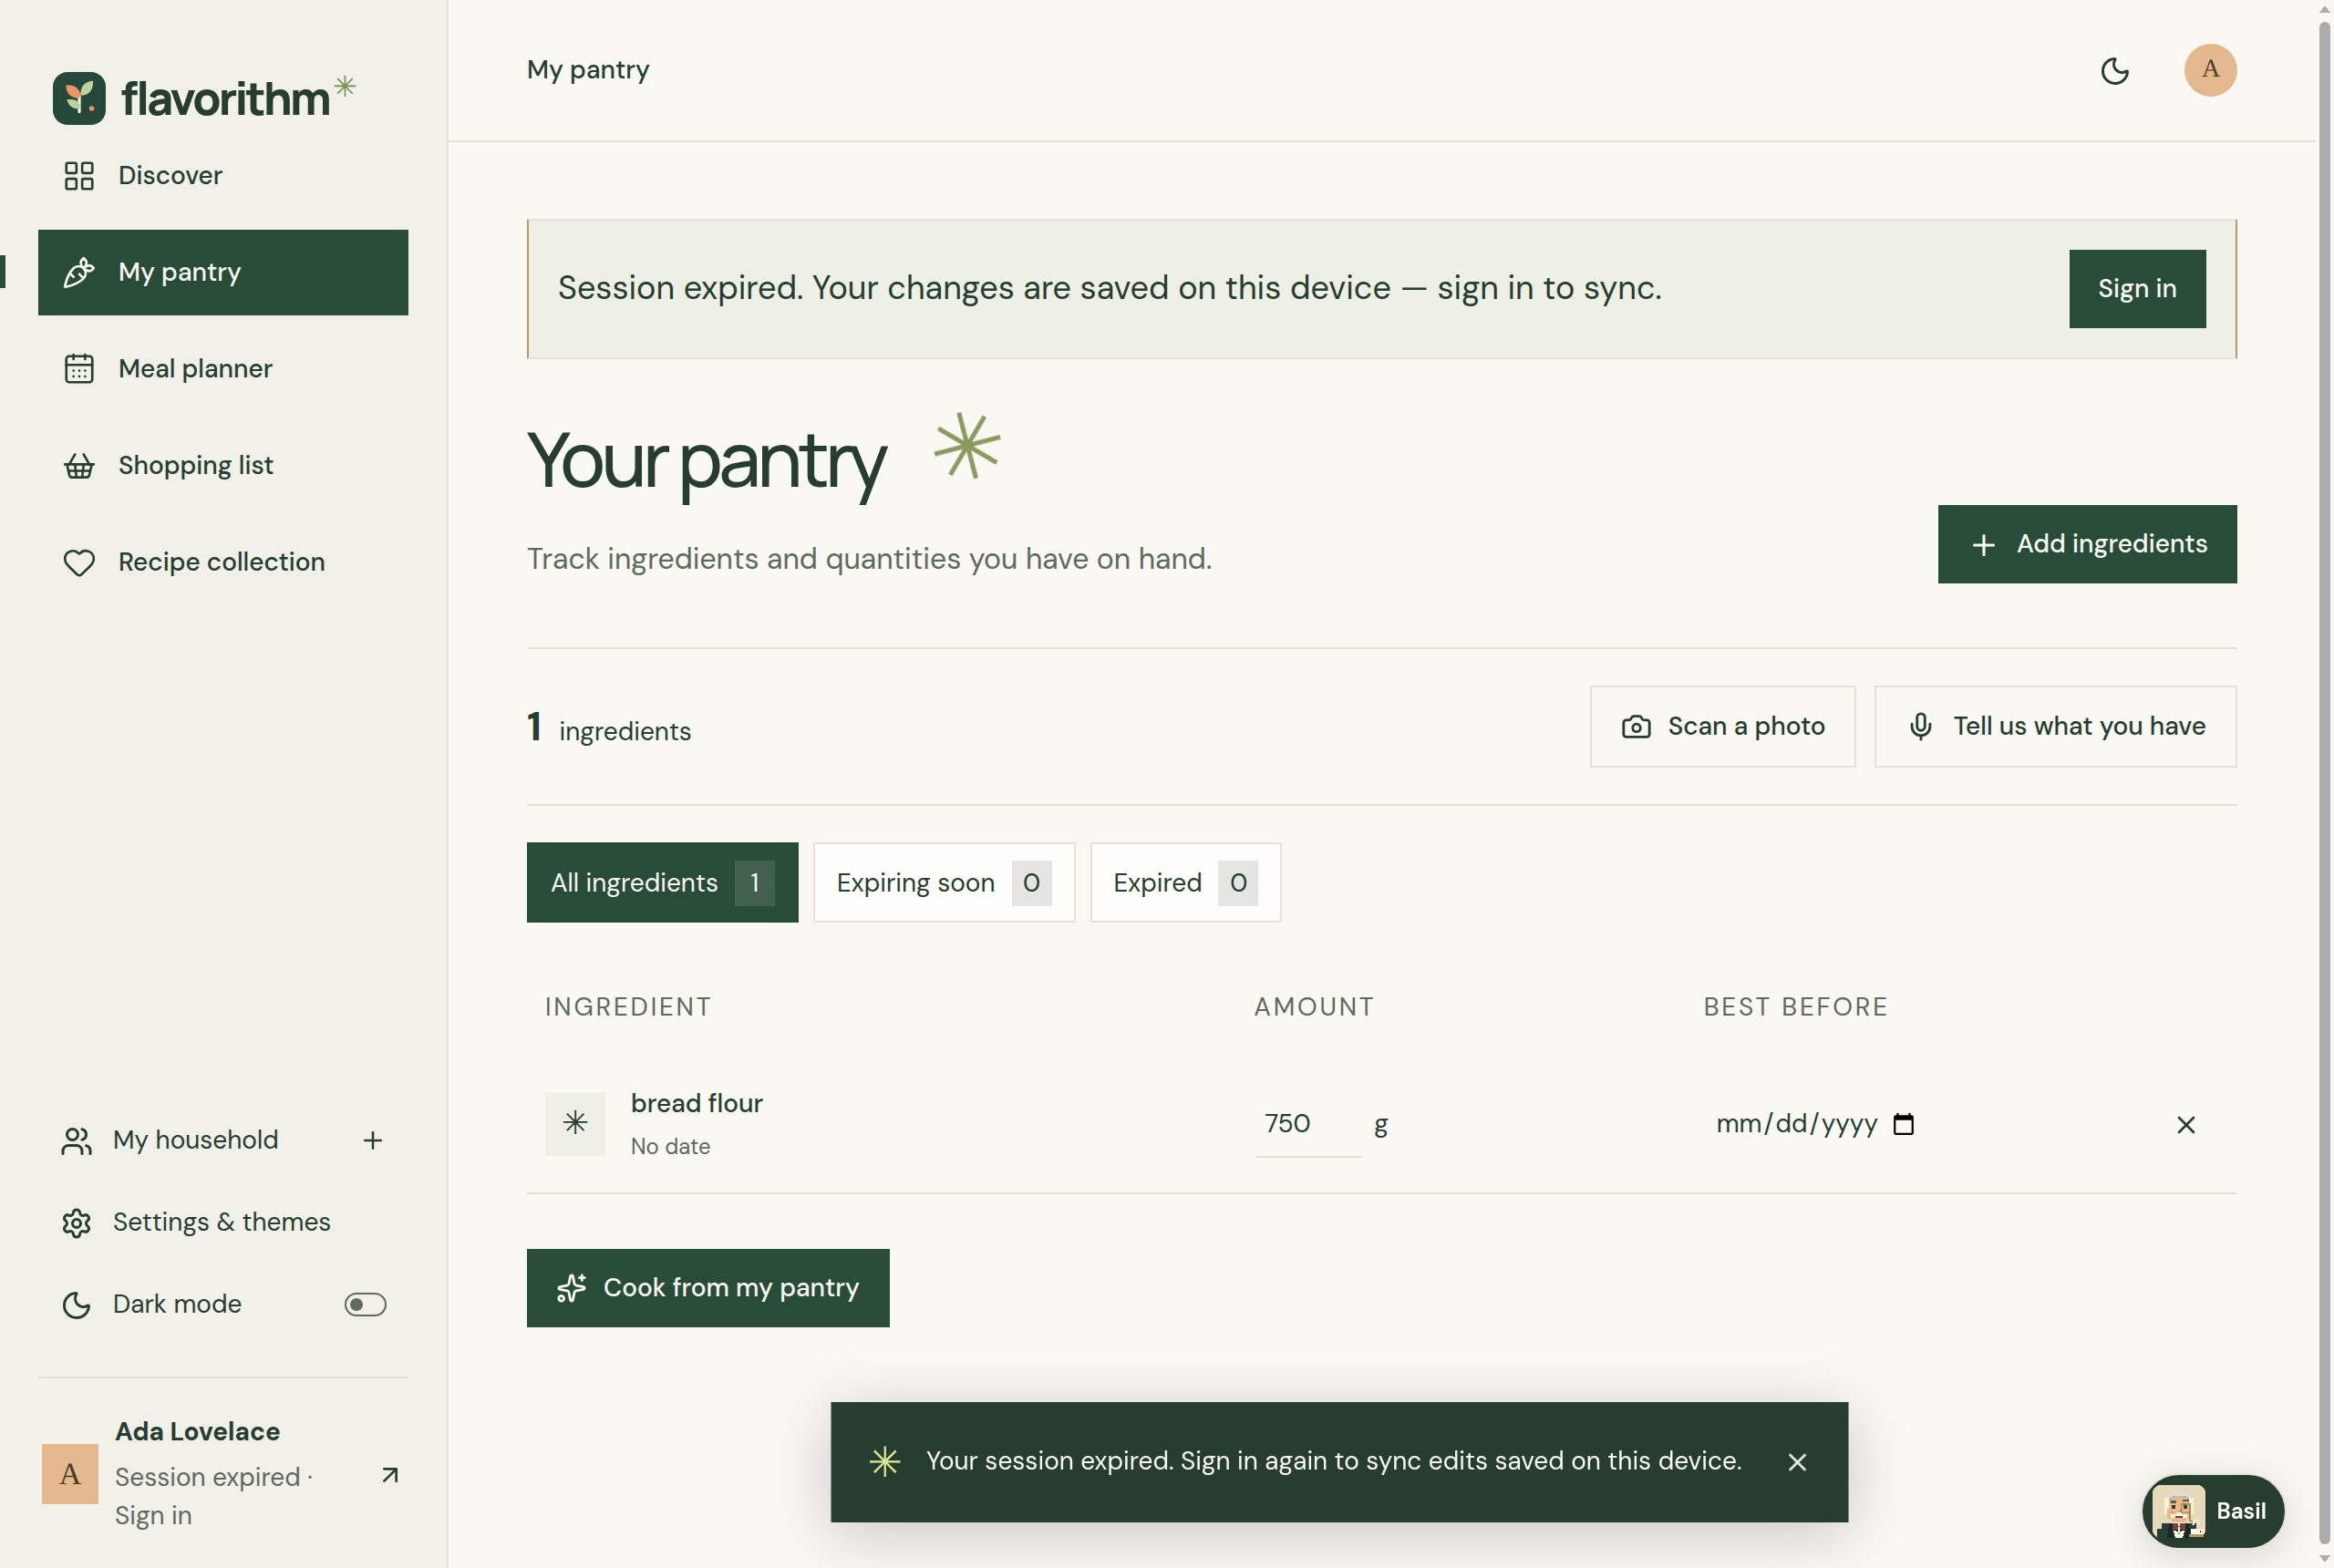 flavorithm
Discover
My pantry
Meal planner
Shopping list
Recipe collection
My household
Settings & themes
Dark mode
A
Ada Lovelace
Session expired ·
Sign in
My pantry
A
Session expired. Your changes are saved on this device — sign in to sync.
Sign in
Your pantry
Track ingredients and quantities you have on hand.
Add ingredients
1 ingredients
Scan a photo
Tell us what you have
All ingredients 1
Expiring soon 0
Expired 0
INGREDIENT AMOUNT BEST BEFORE
bread flour
No date
750 g
mm/dd/yyyy
Cook from my pantry
Your session expired. Sign in again to sync edits saved on this device.
Basil